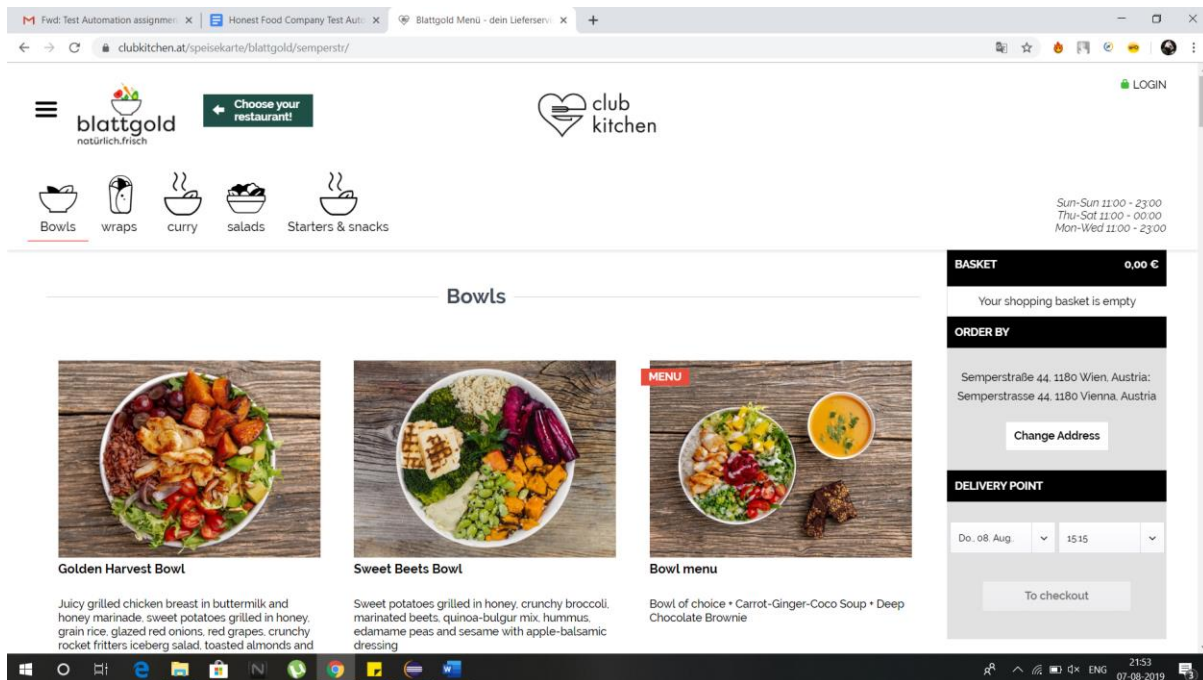 Fwd: Test Automation assignmen
Honest Food Company Test Auto
Blattgold Menü - dein Lieferservi
clubkitchen.at/speisekarte/blattgold/semperstr/
LOGIN
blattgold
natürlich.frisch
Choose your
restaurant!
club
kitchen
Bowls
wraps
curry
salads
Starters & snacks
Sun-Sun 11:00 - 23:00
Thu-Sat 11:00 - 00:00
Mon-Wed 11:00 - 23:00
BASKET 0,00 €
Your shopping basket is empty
Bowls
ORDER BY
Semperstraße 44, 1180 Wien, Austria;
Semperstrasse 44, 1180 Vienna, Austria
Change Address
DELIVERY POINT
Do., 08. Aug.
15:15
To checkout
MENU
Golden Harvest Bowl
Juicy grilled chicken breast in buttermilk and
honey marinade, sweet potatoes grilled in honey,
grain rice, glazed red onions, red grapes, crunchy
rocket fritters iceberg salad, toasted almonds and
Sweet Beets Bowl
Sweet potatoes grilled in honey, crunchy broccoli,
marinated beets, quinoa-bulgur mix, hummus,
edamame peas and sesame with apple-balsamic
dressing
Bowl menu
Bowl of choice + Carrot-Ginger-Coco Soup + Deep
Chocolate Brownie
ENG
21:53
07-08-2019